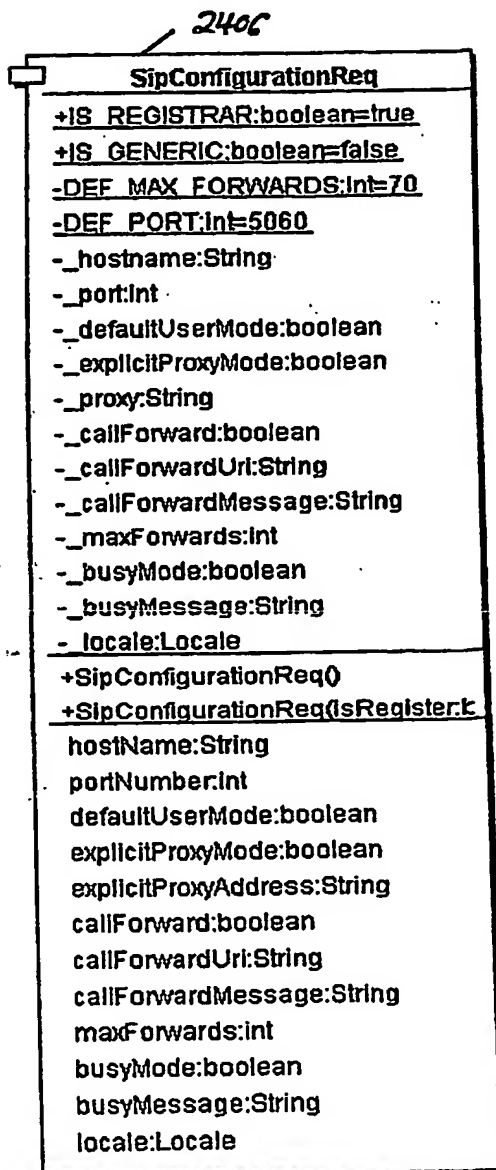 2406
SipConfigurationReq
+IS_REGISTRAR:boolean=true
+IS_GENERIC:boolean=false
-DEF_MAX_FORWARDS:int=70
-DEF_PORT:int=5060
-_hostname:String
-_port:int
-_defaultUserMode:boolean
-_explicitProxyMode:boolean
-_proxy:String
-_callForward:boolean
-_callForwardUrl:String
-_callForwardMessage:String
-_maxForwards:int
-_busyMode:boolean
-_busyMessage:String
-_locale:Locale
+SipConfigurationReq()
+SipConfigurationReq(isRegister:b
hostName:String
portNumber:int
defaultUserMode:boolean
explicitProxyMode:boolean
explicitProxyAddress:String
callForward:boolean
callForwardUrl:String
callForwardMessage:String
maxForwards:int
busyMode:boolean
busyMessage:String
locale:Locale